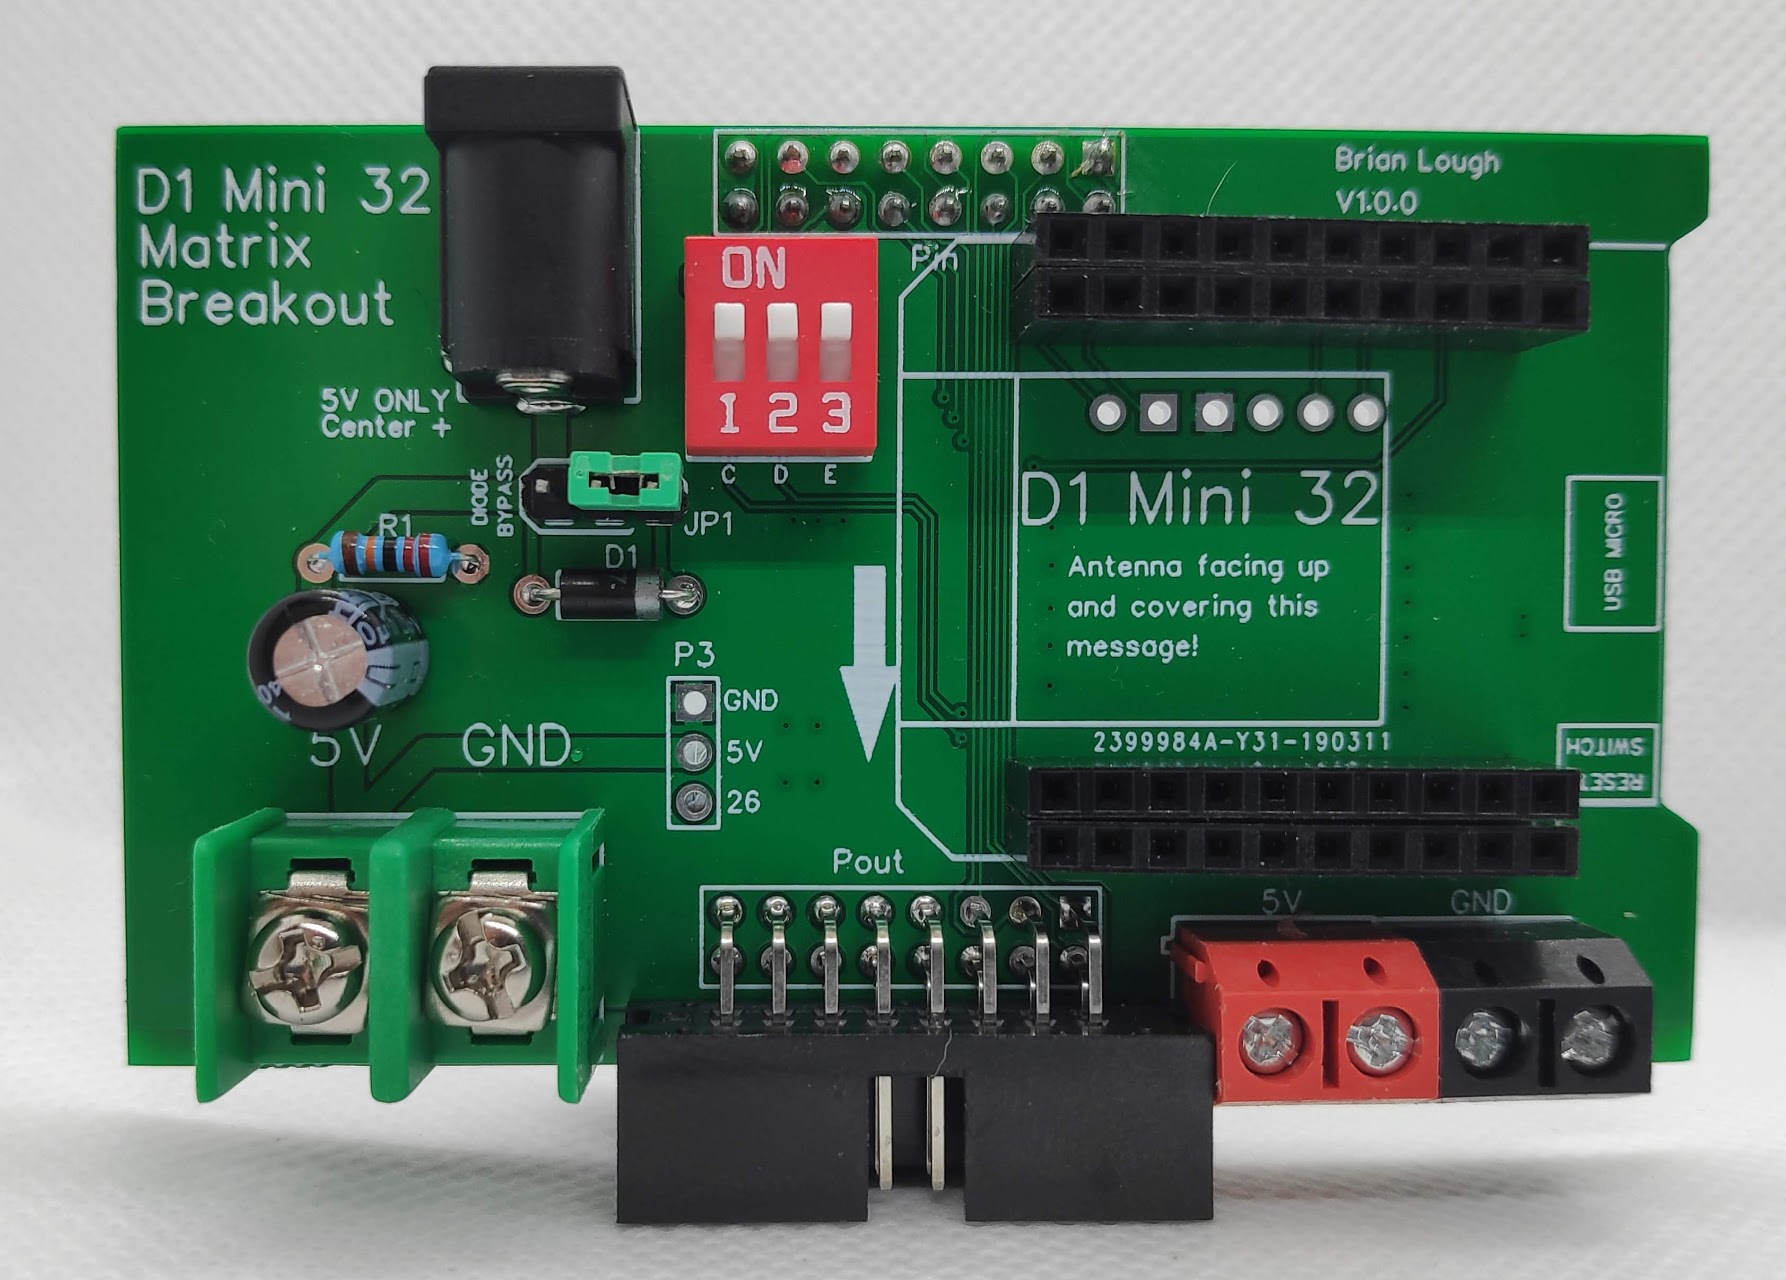 D1 Mini 32
Matrix
Breakout
Brian Lough
V1.0.0
Pin
ON
1 2 3
C D E
5V ONLY
Center +
DIODE
BYPASS
JP1
R1
D1
D1 Mini 32
Antenna facing up
and covering this
message!
USB MICRO
P3
GND
5V
26
5V GND
2399984A-Y31-190311
RESET
SWITCH
Pout
5V GND